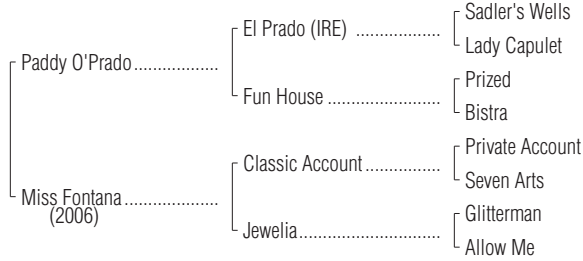 Sadler's Wells
El Prado (IRE) ..................
Lady Capulet
Paddy O'Prado..................
Prized
Fun House ........................
Bistra
Private Account
Classic Account ................
Seven Arts
Miss Fontana....................
(2006)
Glitterman
Jewelia..............................
Allow Me